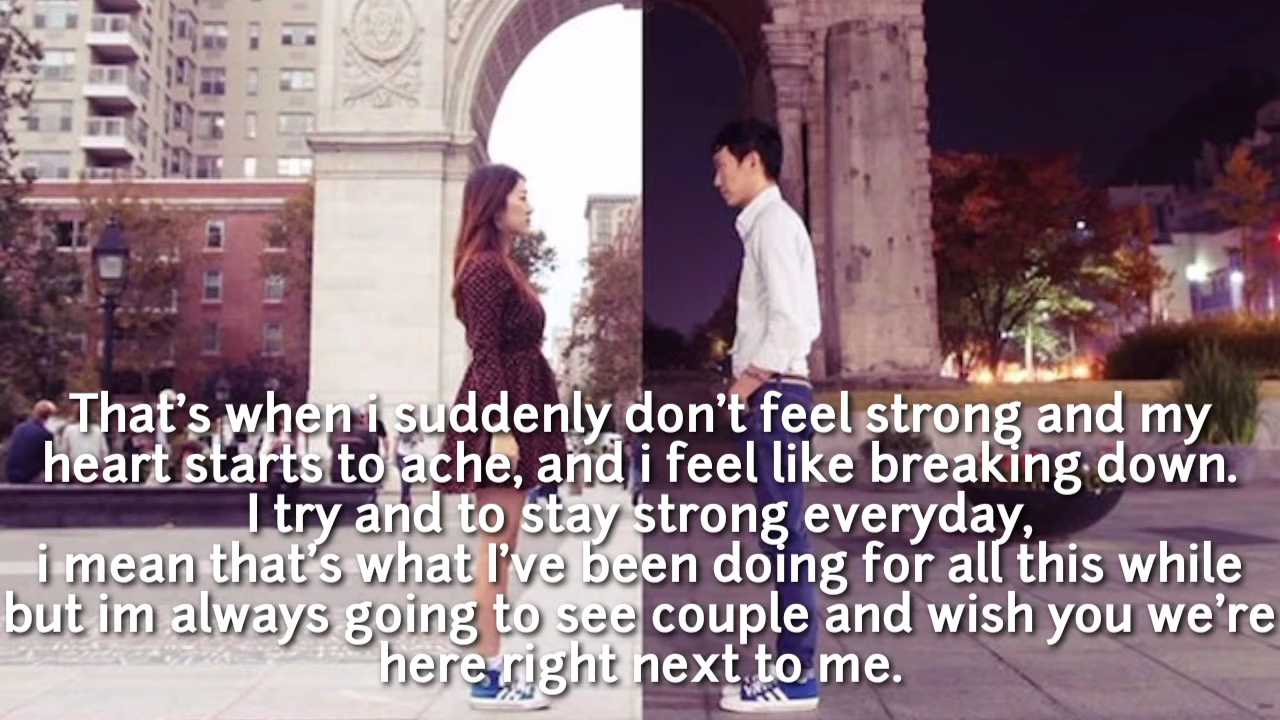 That's when i suddenly don't feel strong and my
heart starts to ache, and i feel like breaking down.
I try and to stay strong everyday,
i mean that's what I've been doing for all this while
but im always going to see couple and wish you we're
here right next to me.